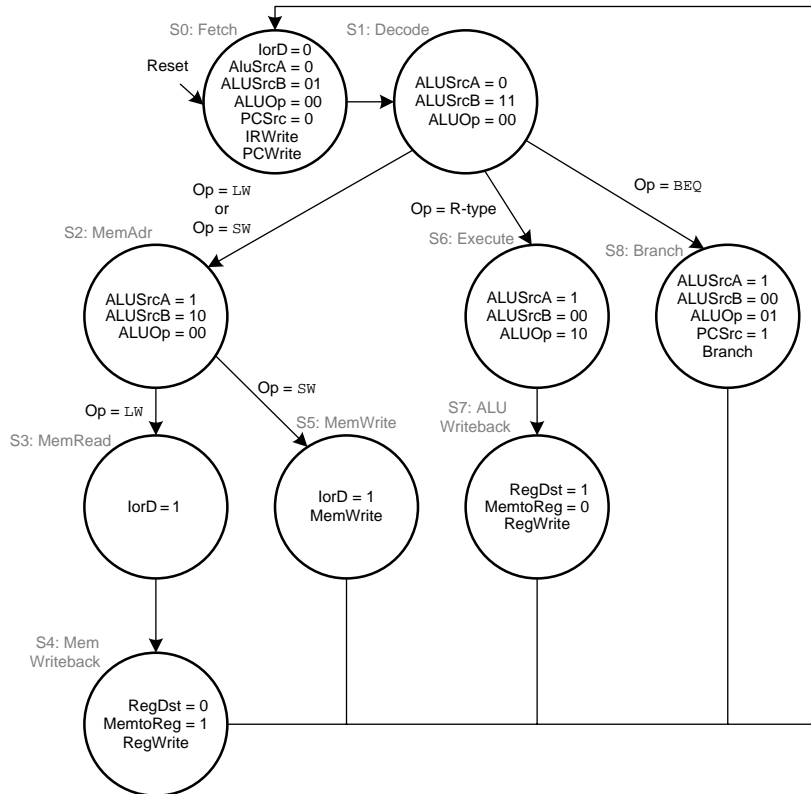 S0: Fetch
S1: Decode
Reset
IorD = 0
AluSrcA = 0
ALUSrcB = 01
ALUOp = 00
PCSrc = 0
IRWrite
PCWrite
ALUSrcA = 0
ALUSrcB = 11
ALUOp = 00
Op = LW
or
Op = SW
Op = R-type
Op = BEQ
S2: MemAdr
S6: Execute
S8: Branch
ALUSrcA = 1
ALUSrcB = 10
ALUOp = 00
ALUSrcA = 1
ALUSrcB = 00
ALUOp = 10
ALUSrcA = 1
ALUSrcB = 00
ALUOp = 01
PCSrc = 1
Branch
Op = LW
Op = SW
S3: MemRead
S5: MemWrite
S7: ALU
Writeback
IorD = 1
IorD = 1
MemWrite
RegDst = 1
MemtoReg = 0
RegWrite
S4: Mem
Writeback
RegDst = 0
MemtoReg = 1
RegWrite